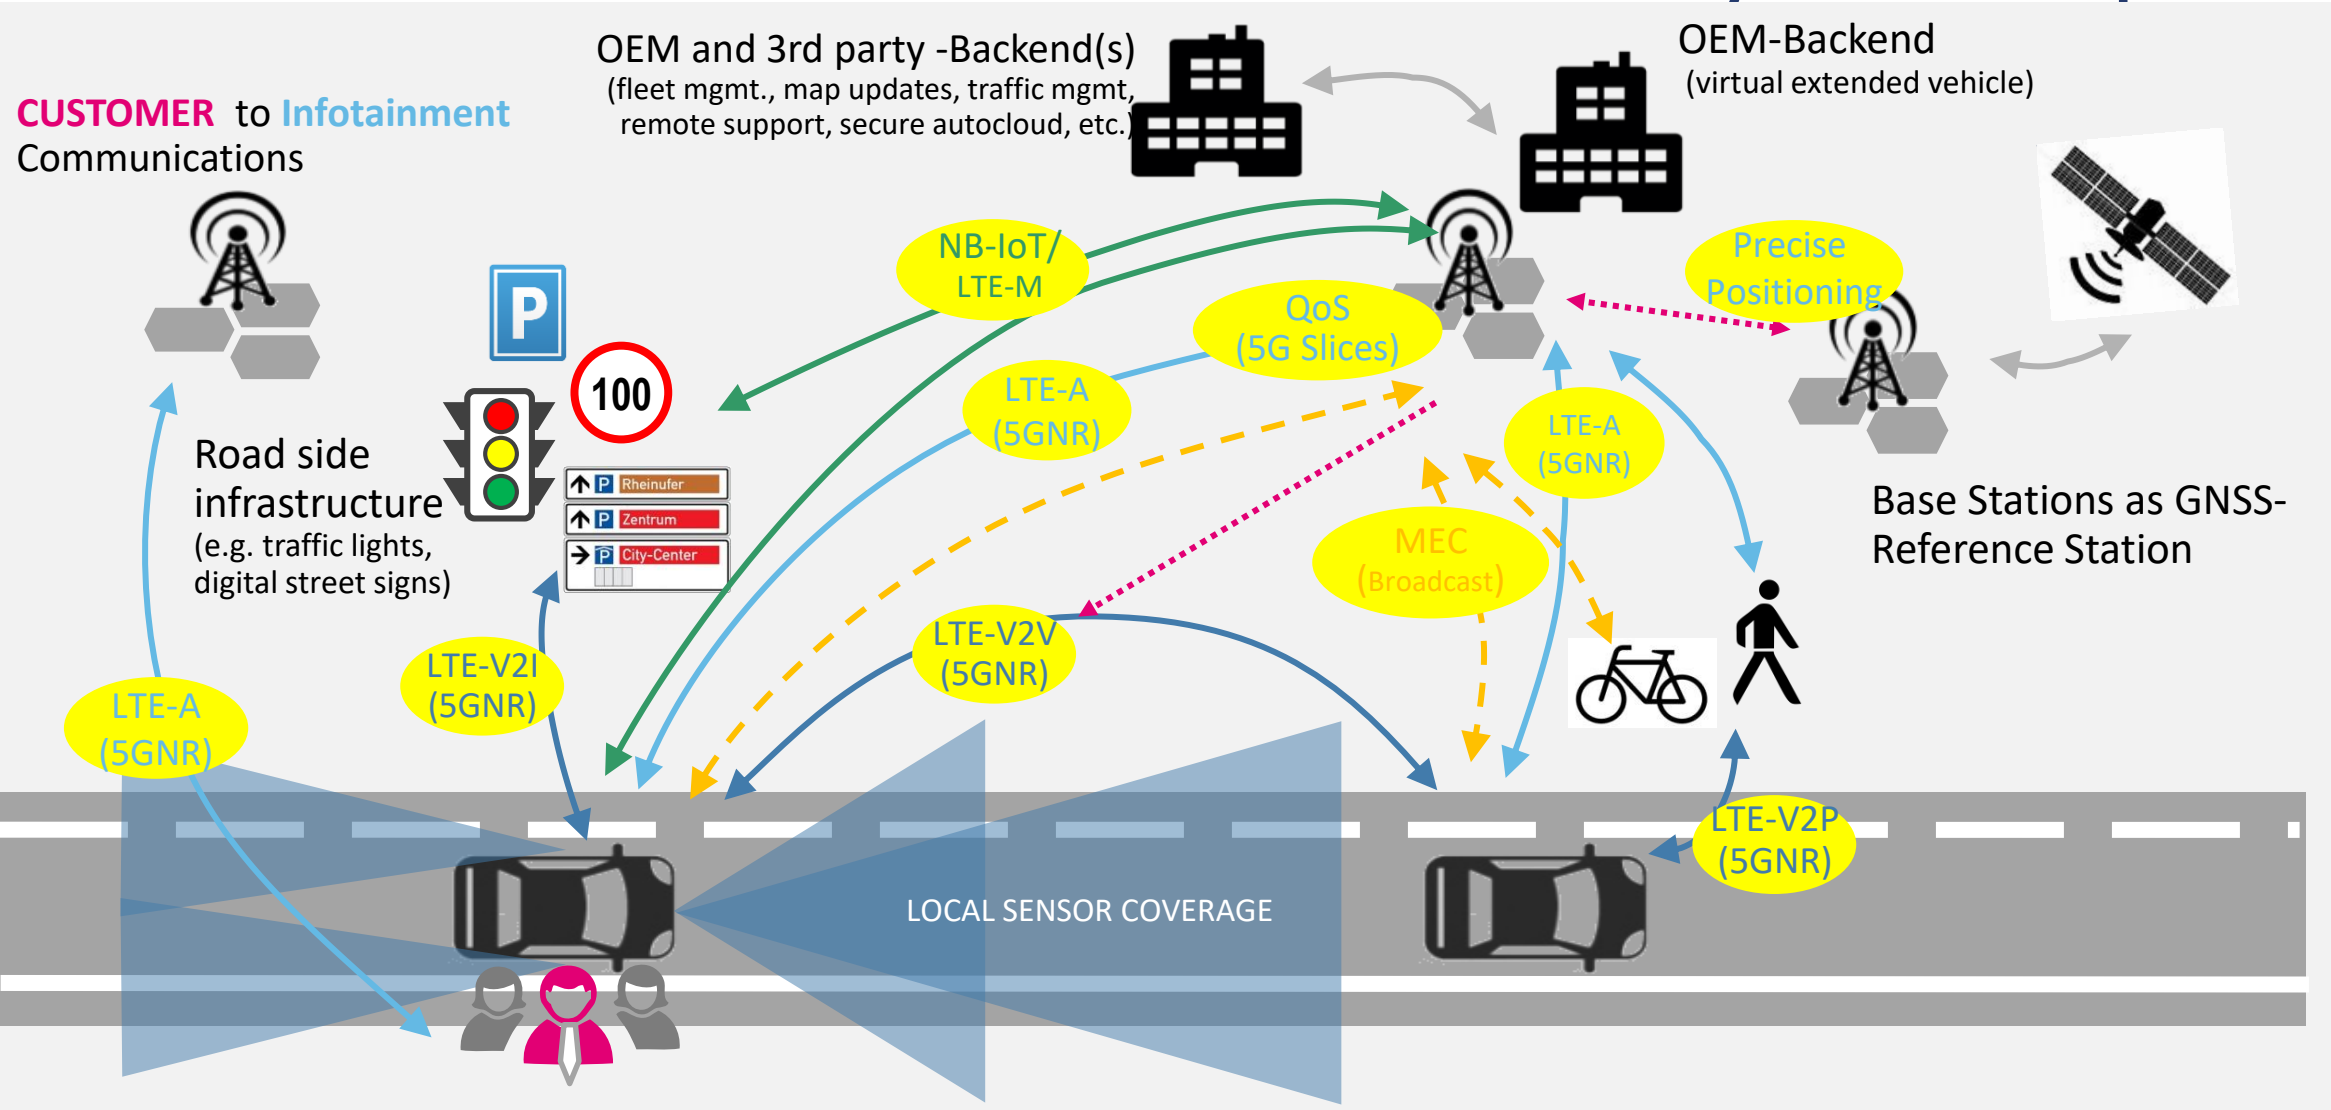 OEM and 3rd party -Backend(s)
(fleet mgmt., map updates, traffic mgmt,
remote support, secure autocloud, etc.)
OEM-Backend
(virtual extended vehicle)
CUSTOMER to Infotainment
Communications
NB-IoT/
LTE-M
Precise
Positioning
QoS
(5G Slices)
P
100
LTE-A
(5GNR)
LTE-A
(5GNR)
Road side
infrastructure
(e.g. traffic lights,
digital street signs)
P Rheinufer
P Zentrum
P City-Center
Base Stations as GNSS-
Reference Station
MEC
(Broadcast)
LTE-V2I
(5GNR)
LTE-V2V
(5GNR)
LTE-A
(5GNR)
LTE-V2P
(5GNR)
LOCAL SENSOR COVERAGE